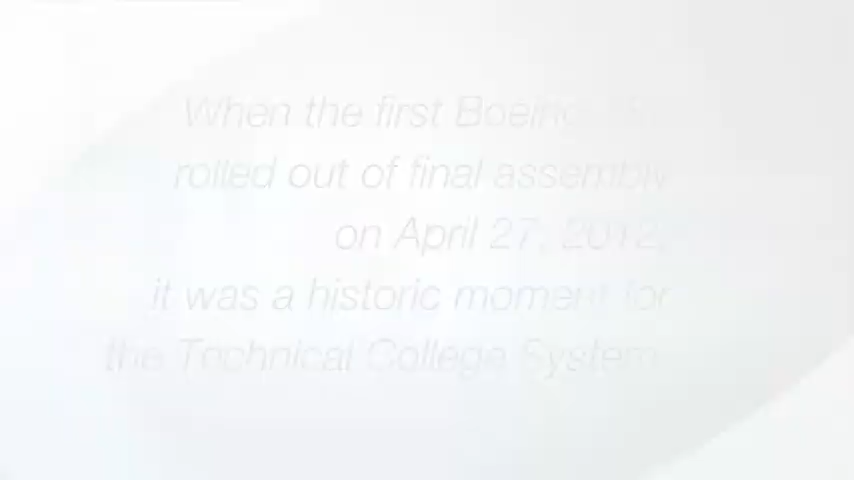 When the first Boeing
rolled out of final assembly
on April 27, 2012,
it was a historic moment for
the Technical College System.